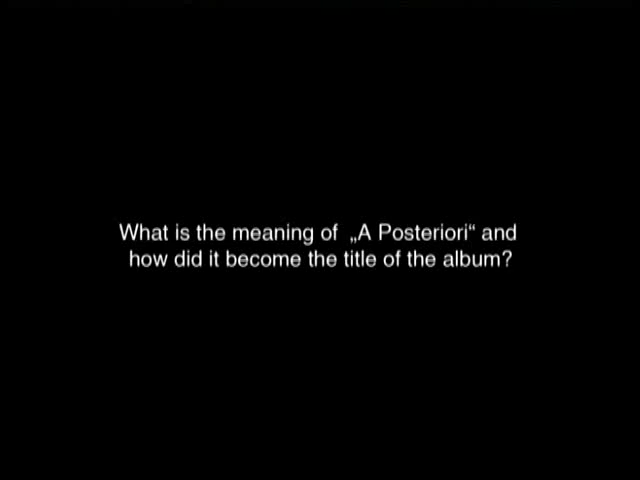 What is the meaning of „A Posteriori“ and
how did it become the title of the album?